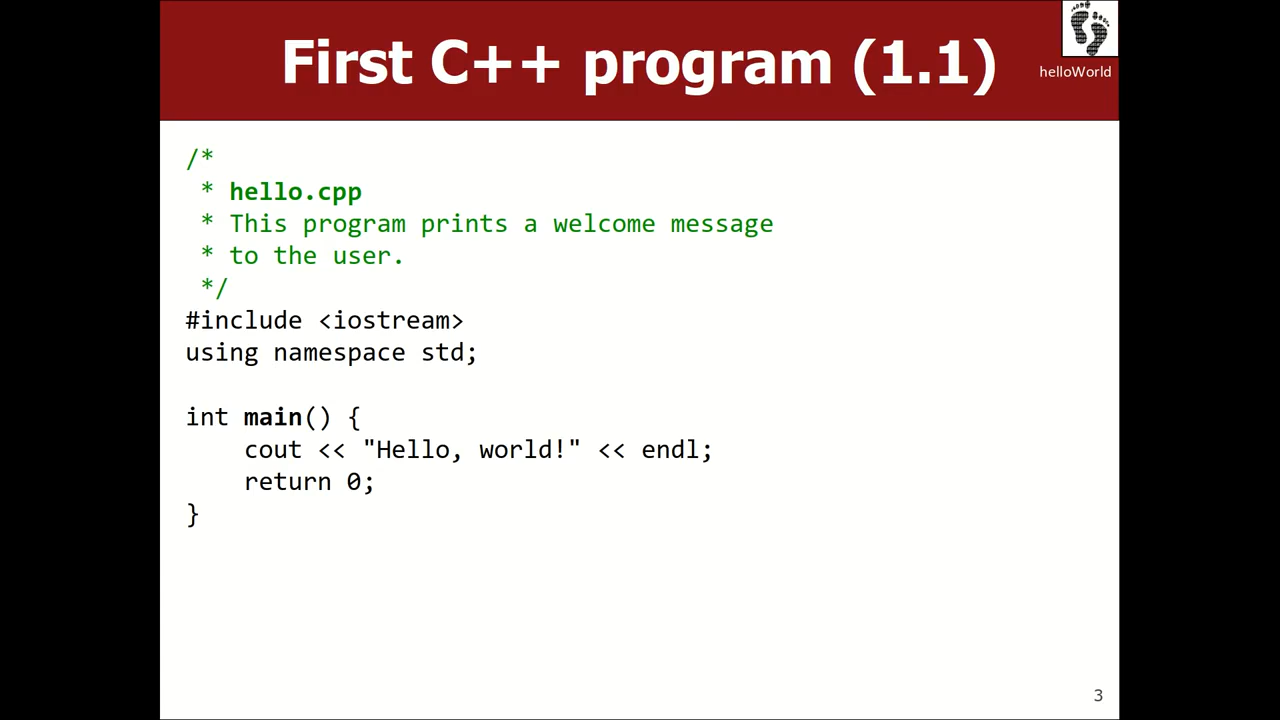 First C++ program (1.1)
helloWorld
/*
 * hello.cpp
 * This program prints a welcome message
 * to the user.
 */
#include <iostream>
using namespace std;

int main() {
    cout << "Hello, world!" << endl;
    return 0;
}
3